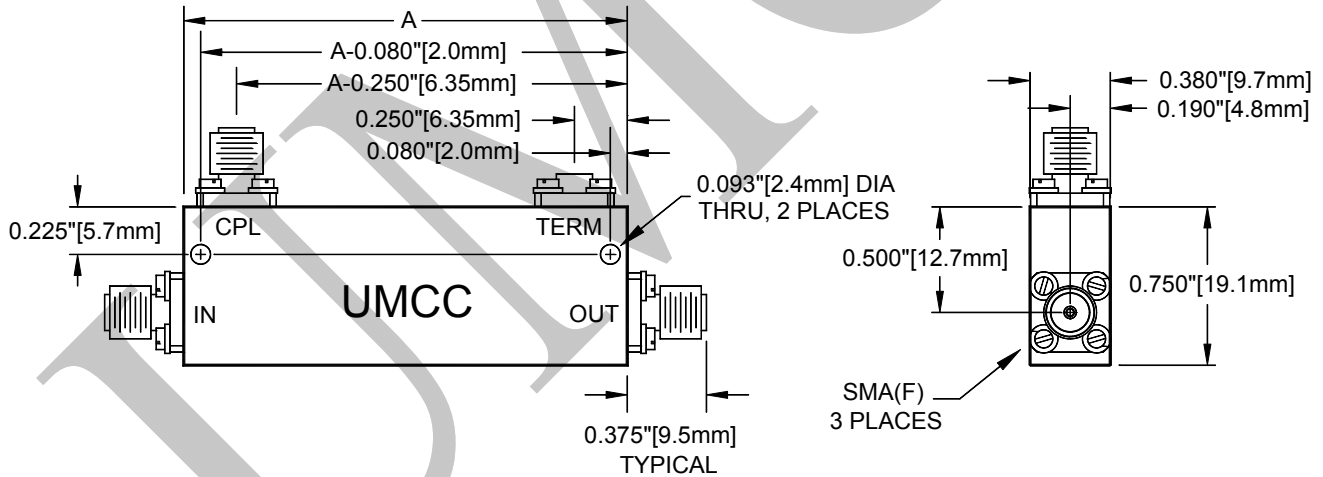 A
A-0.080"[2.0mm]
A-0.250"[6.35mm]
0.250"[6.35mm]
0.080"[2.0mm]
0.380"[9.7mm]
0.190"[4.8mm]
0.093"[2.4mm] DIA
THRU, 2 PLACES
0.225"[5.7mm]
CPL
TERM
0.500"[12.7mm]
0.750"[19.1mm]
IN
UMCC
OUT
SMA(F)
3 PLACES
0.375"[9.5mm]
TYPICAL
UMC